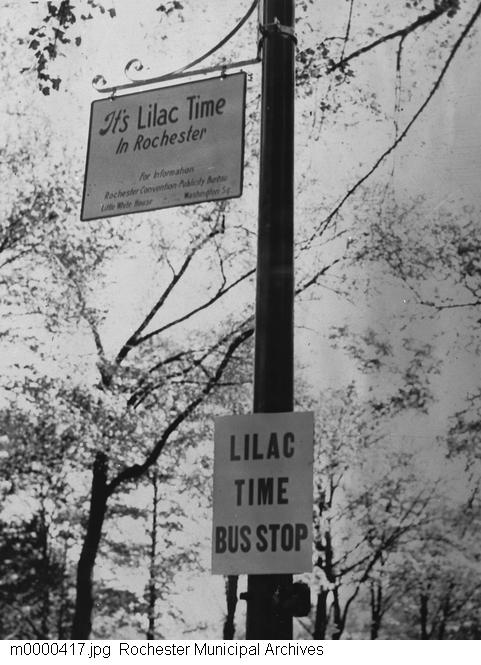 It's Lilac Time
In Rochester
For Information
Rochester Convention-Publicity Bureau
Little White House Washington Sq
LILAC
TIME
BUS STOP
m0000417.jpg Rochester Municipal Archives